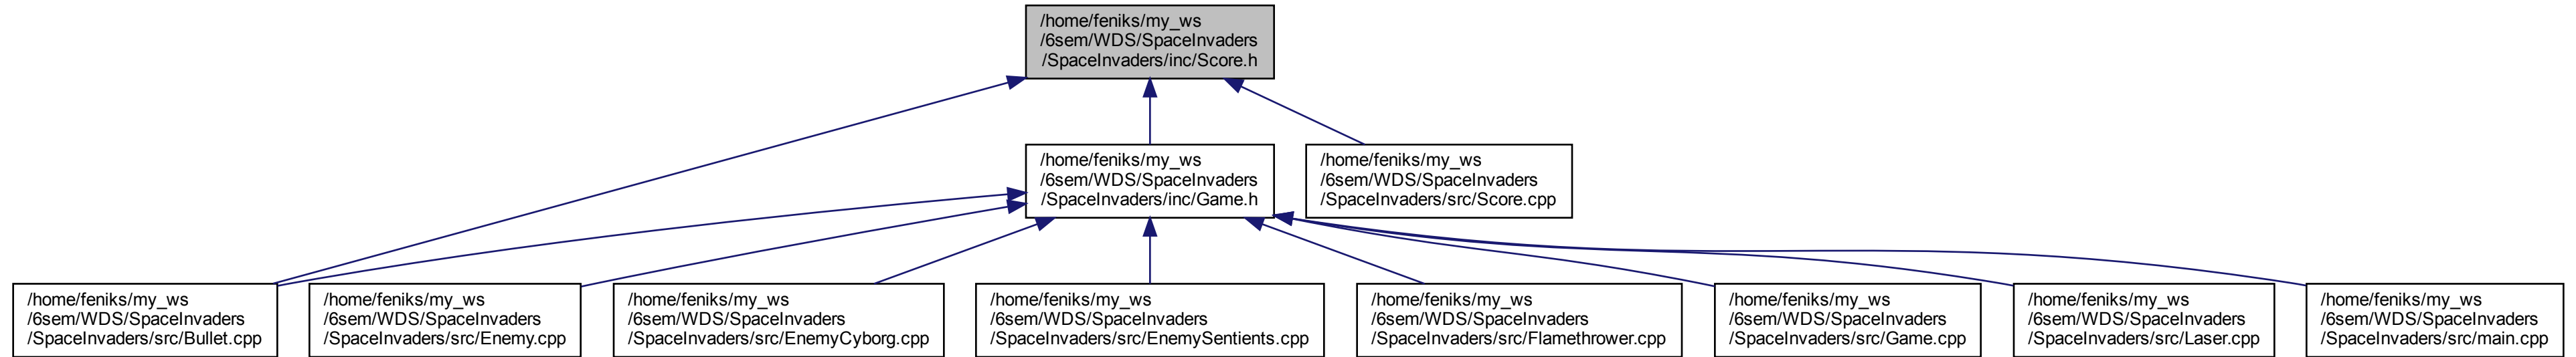 /home/feniks/my_ws
/6sem/WDS/SpaceInvaders
/SpaceInvaders/inc/Score.h
/home/feniks/my_ws
/6sem/WDS/SpaceInvaders
/SpaceInvaders/inc/Game.h
/home/feniks/my_ws
/6sem/WDS/SpaceInvaders
/SpaceInvaders/src/Score.cpp
/home/feniks/my_ws
/6sem/WDS/SpaceInvaders
/SpaceInvaders/src/Bullet.cpp
/home/feniks/my_ws
/6sem/WDS/SpaceInvaders
/SpaceInvaders/src/Enemy.cpp
/home/feniks/my_ws
/6sem/WDS/SpaceInvaders
/SpaceInvaders/src/EnemyCyborg.cpp
/home/feniks/my_ws
/6sem/WDS/SpaceInvaders
/SpaceInvaders/src/EnemySentients.cpp
/home/feniks/my_ws
/6sem/WDS/SpaceInvaders
/SpaceInvaders/src/Flamethrower.cpp
/home/feniks/my_ws
/6sem/WDS/SpaceInvaders
/SpaceInvaders/src/Game.cpp
/home/feniks/my_ws
/6sem/WDS/SpaceInvaders
/SpaceInvaders/src/Laser.cpp
/home/feniks/my_ws
/6sem/WDS/SpaceInvaders
/SpaceInvaders/src/main.cpp